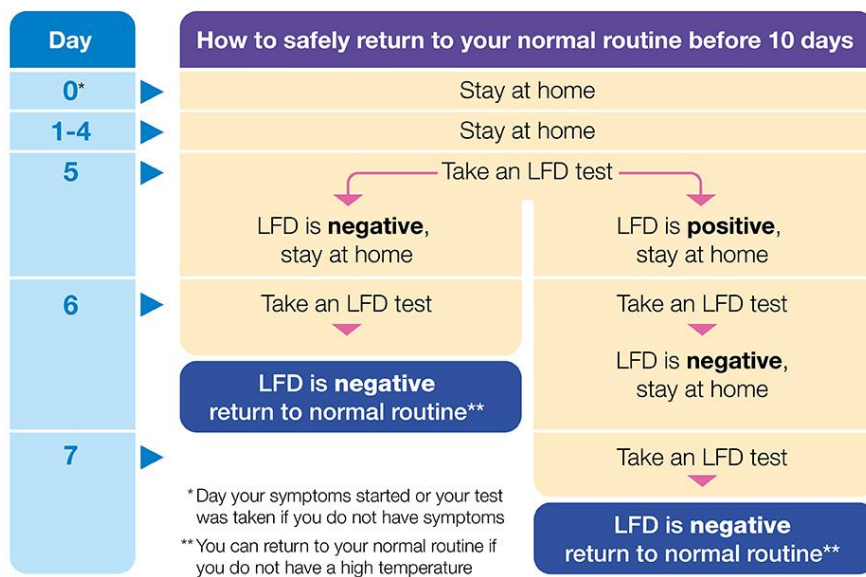 Day
How to safely return to your normal routine before 10 days
0*
Stay at home
1-4
Stay at home
5
Take an LFD test
LFD is negative,
stay at home
LFD is positive,
stay at home
6
Take an LFD test
LFD is negative
return to normal routine**
Take an LFD test
LFD is negative,
stay at home
7
Take an LFD test
LFD is negative
return to normal routine**
* Day your symptoms started or your test
was taken if you do not have symptoms
** You can return to your normal routine if
you do not have a high temperature